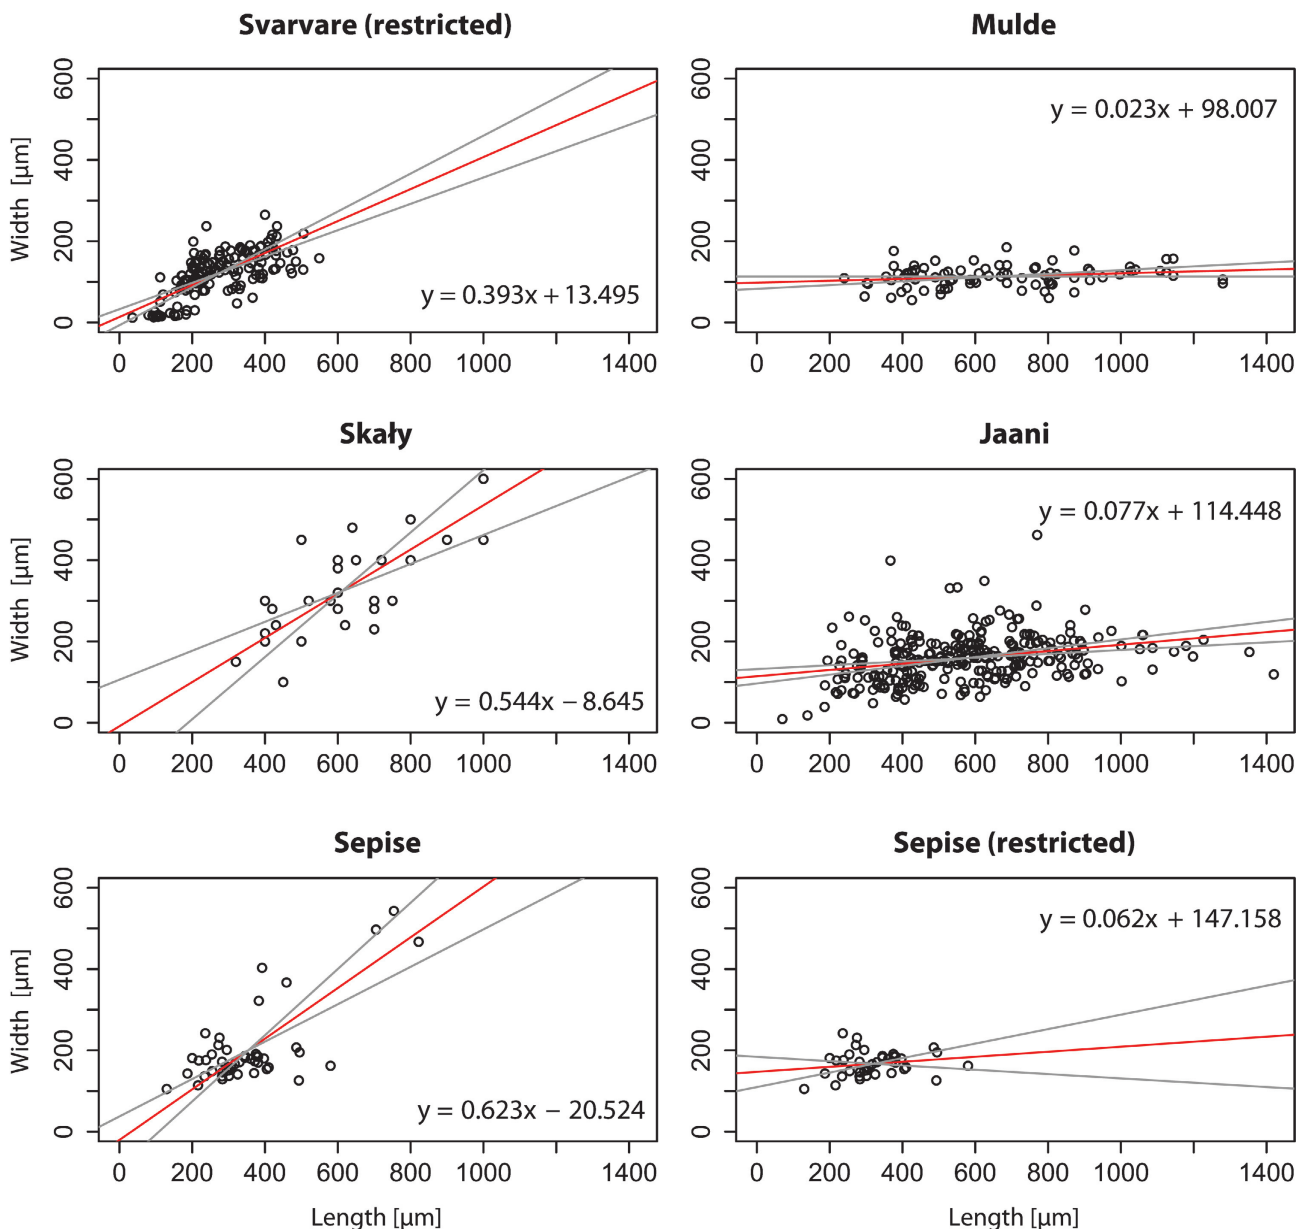 Svarvare (restricted)
Mulde
Width [µm]
600
400
200
0
y = 0.393x + 13.495
0 200 400 600 800 1000 1400
600
400
200
0
y = 0.023x + 98.007
0 200 400 600 800 1000 1400
Skały
Jaani
Width [µm]
600
400
200
0
y = 0.544x − 8.645
0 200 400 600 800 1000 1400
600
400
200
0
y = 0.077x + 114.448
0 200 400 600 800 1000 1400
Sepise
Sepise (restricted)
Width [µm]
600
400
200
0
y = 0.623x − 20.524
0 200 400 600 800 1000 1400
Length [µm]
600
400
200
0
y = 0.062x + 147.158
0 200 400 600 800 1000 1400
Length [µm]